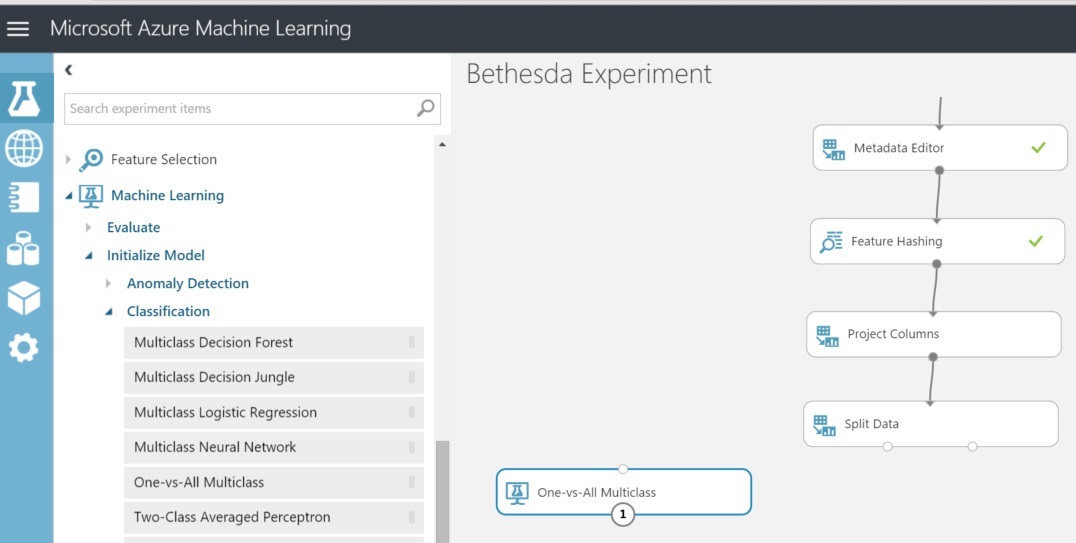 Microsoft Azure Machine Learning
Search experiment items
Feature Selection
Machine Learning
Evaluate
Initialize Model
Anomaly Detection
Classification
Multiclass Decision Forest
Multiclass Decision Jungle
Multiclass Logistic Regression
Multiclass Neural Network
One-vs-All Multiclass
Two-Class Averaged Perceptron
Bethesda Experiment
Metadata Editor
Feature Hashing
Project Columns
Split Data
One-vs-All Multiclass
1